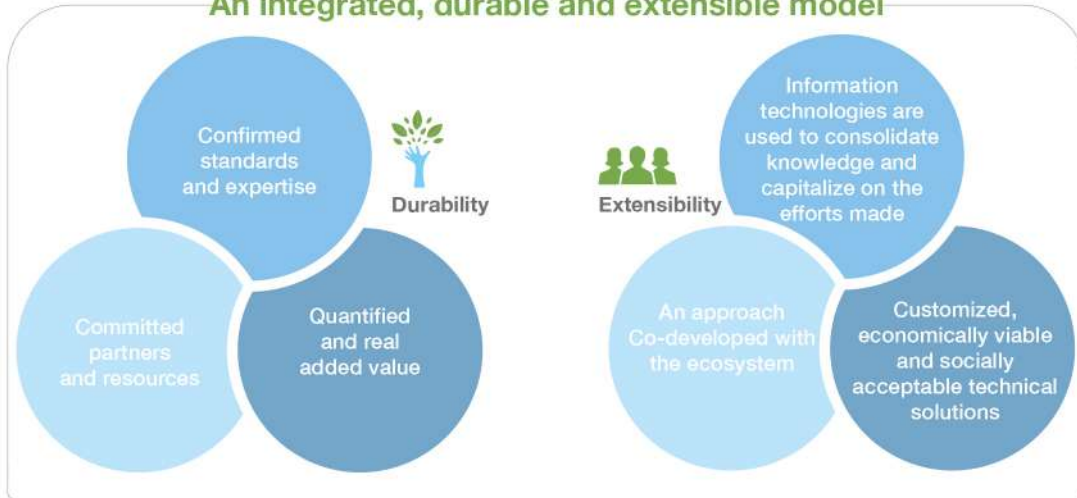 An integrated, durable and extensible model
Confirmed
standards
and expertise
Durability
Committed
partners
and resources
Quantified
and real
added value
Information
technologies are
used to consolidate
knowledge and
capitalize on the
efforts made
Extensibility
An approach
Co-developed with
the ecosystem
Customized,
economically viable
and socially
acceptable technical
solutions